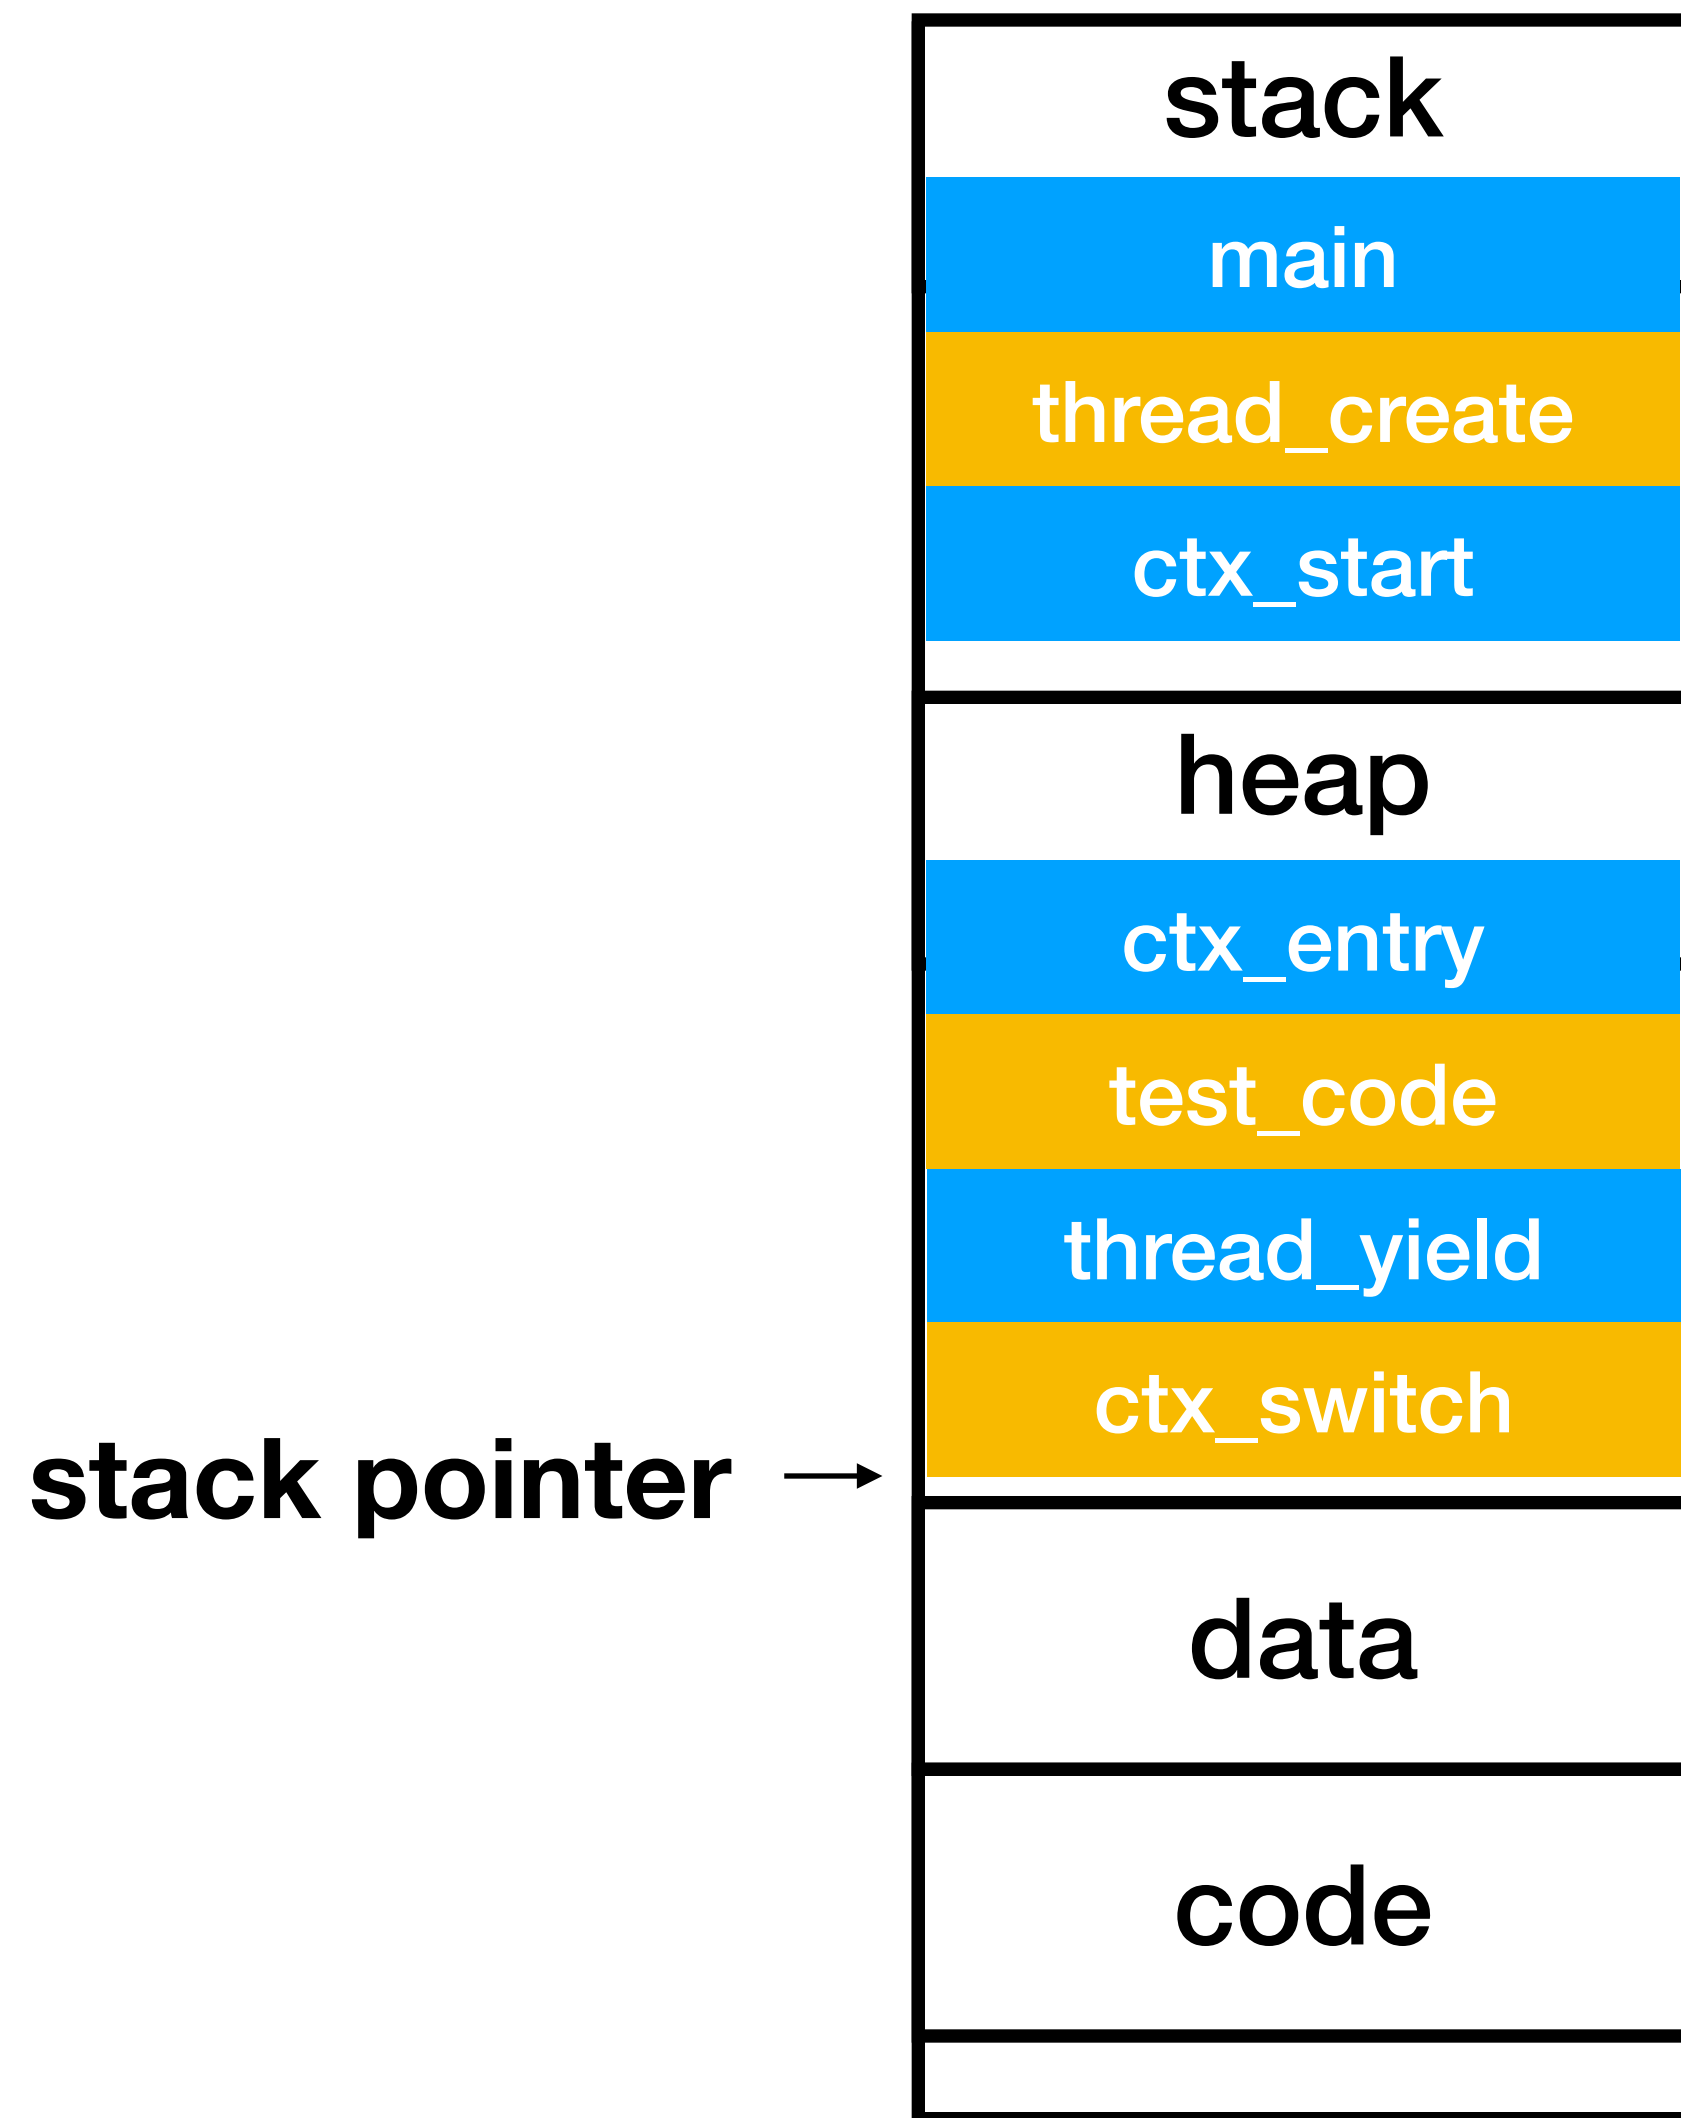 stack
main
thread_create
ctx_start
heap
ctx_entry
test_code
thread_yield
ctx_switch
stack pointer
data
code